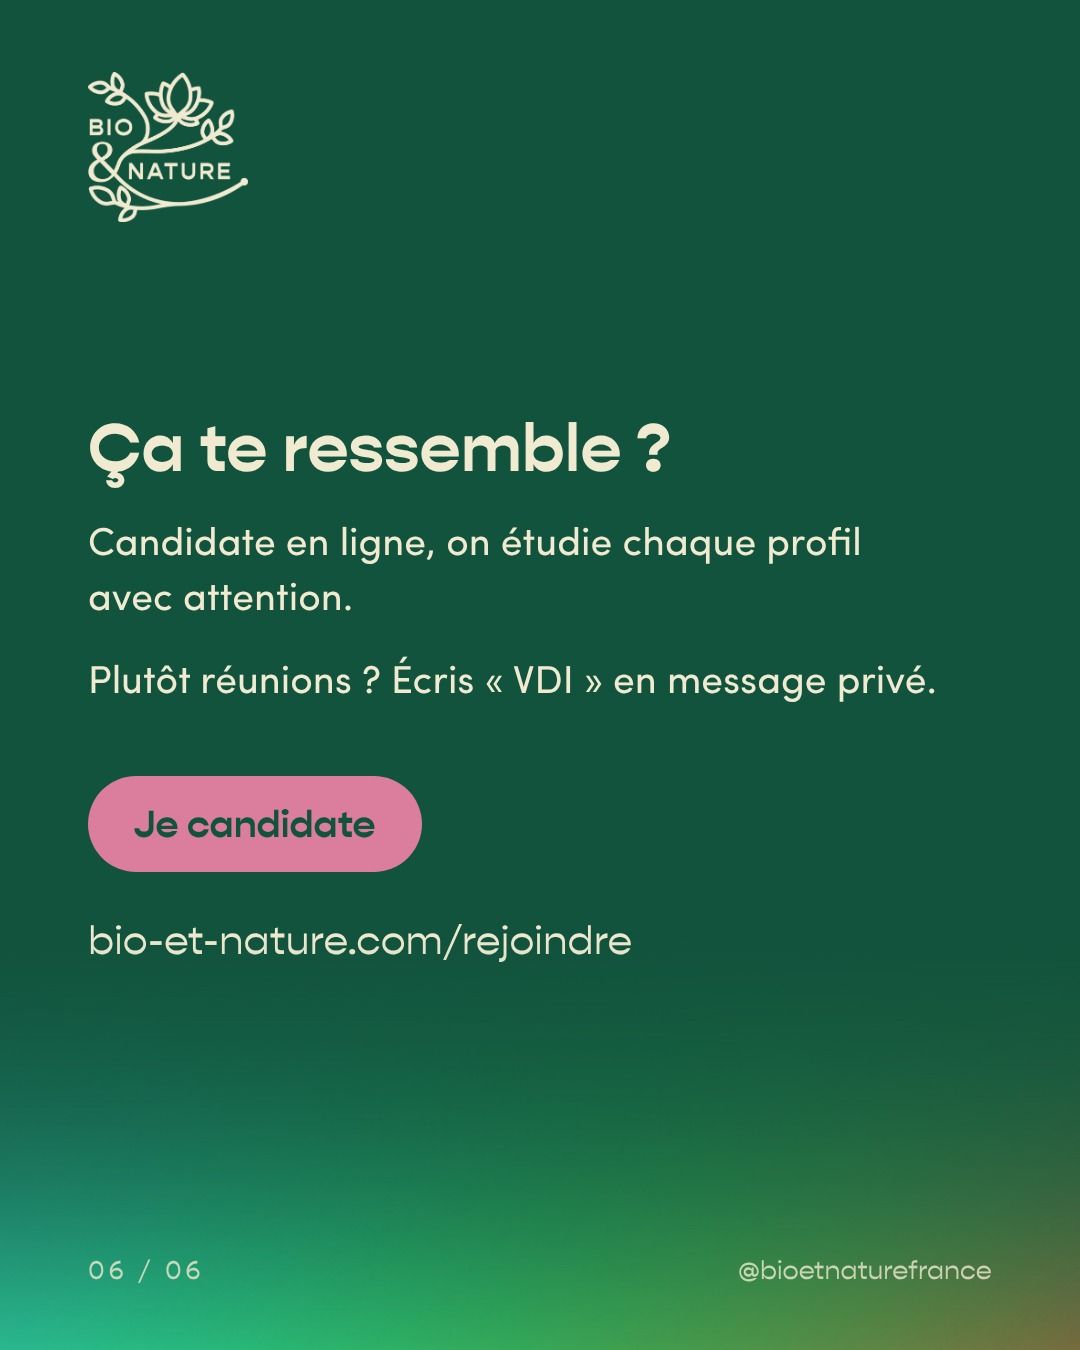 BIO
& NATURE
Ça te ressemble ?
Candidate en ligne, on étudie chaque profil
avec attention.
Plutôt réunions ? Écris « VDI » en message privé.
Je candidate
bio-et-nature.com/rejoindre
06 / 06
@bioetnaturefrance